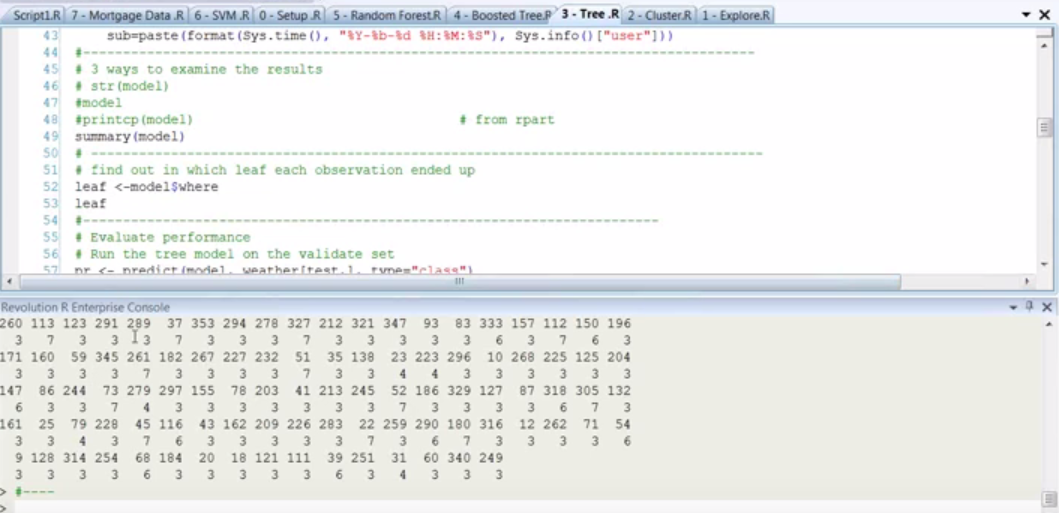 Script1.R 7 - Mortgage Data .R 6 - SVM .R 0 - Setup .R 5 - Random Forest.R 4 - Boosted Tree.R 3 - Tree .R 2 - Cluster.R 1 - Explore.R
43 sub=paste(format(Sys.time(), "%Y-%b-%d %H:%M:%S"), Sys.info()["user"]))
44 #--------------------------------------------------------------------------------
45 # 3 ways to examine the results
46 # str(model)
47 #model
48 #printcp(model) # from rpart
49 summary(model)
50 # --------------------------------------------------------------------------------
51 # find out in which leaf each observation ended up
52 leaf <-model$where
53 leaf
54 #----------------------------------------------------------------------
55 # Evaluate performance
56 # Run the tree model on the validate set
57 pr <- predict(model, weather[test,], type="class")
Revolution R Enterprise Console
260 113 123 291 289 37 353 294 278 327 212 321 347 93 83 333 157 112 150 196
3 7 3 3 3 7 3 3 3 7 3 3 3 3 3 6 3 7 6 3
171 160 59 345 261 182 267 227 232 51 35 138 23 223 296 10 268 225 125 204
3 3 3 3 7 3 3 3 3 7 3 3 4 4 3 3 3 3 3 3
147 86 244 73 279 297 155 78 203 41 213 245 52 186 329 127 87 318 305 132
6 3 3 7 4 3 3 3 3 3 3 3 7 3 3 3 3 6 7 3
161 25 79 228 45 116 43 162 209 226 283 22 259 290 180 316 12 262 71 54
3 3 4 3 7 6 3 3 3 3 3 7 3 6 7 3 3 3 3 6
9 128 314 254 68 184 20 18 121 111 39 251 31 60 340 249
3 3 3 3 6 3 3 3 3 3 6 3 4 3 3 3
> #----
>